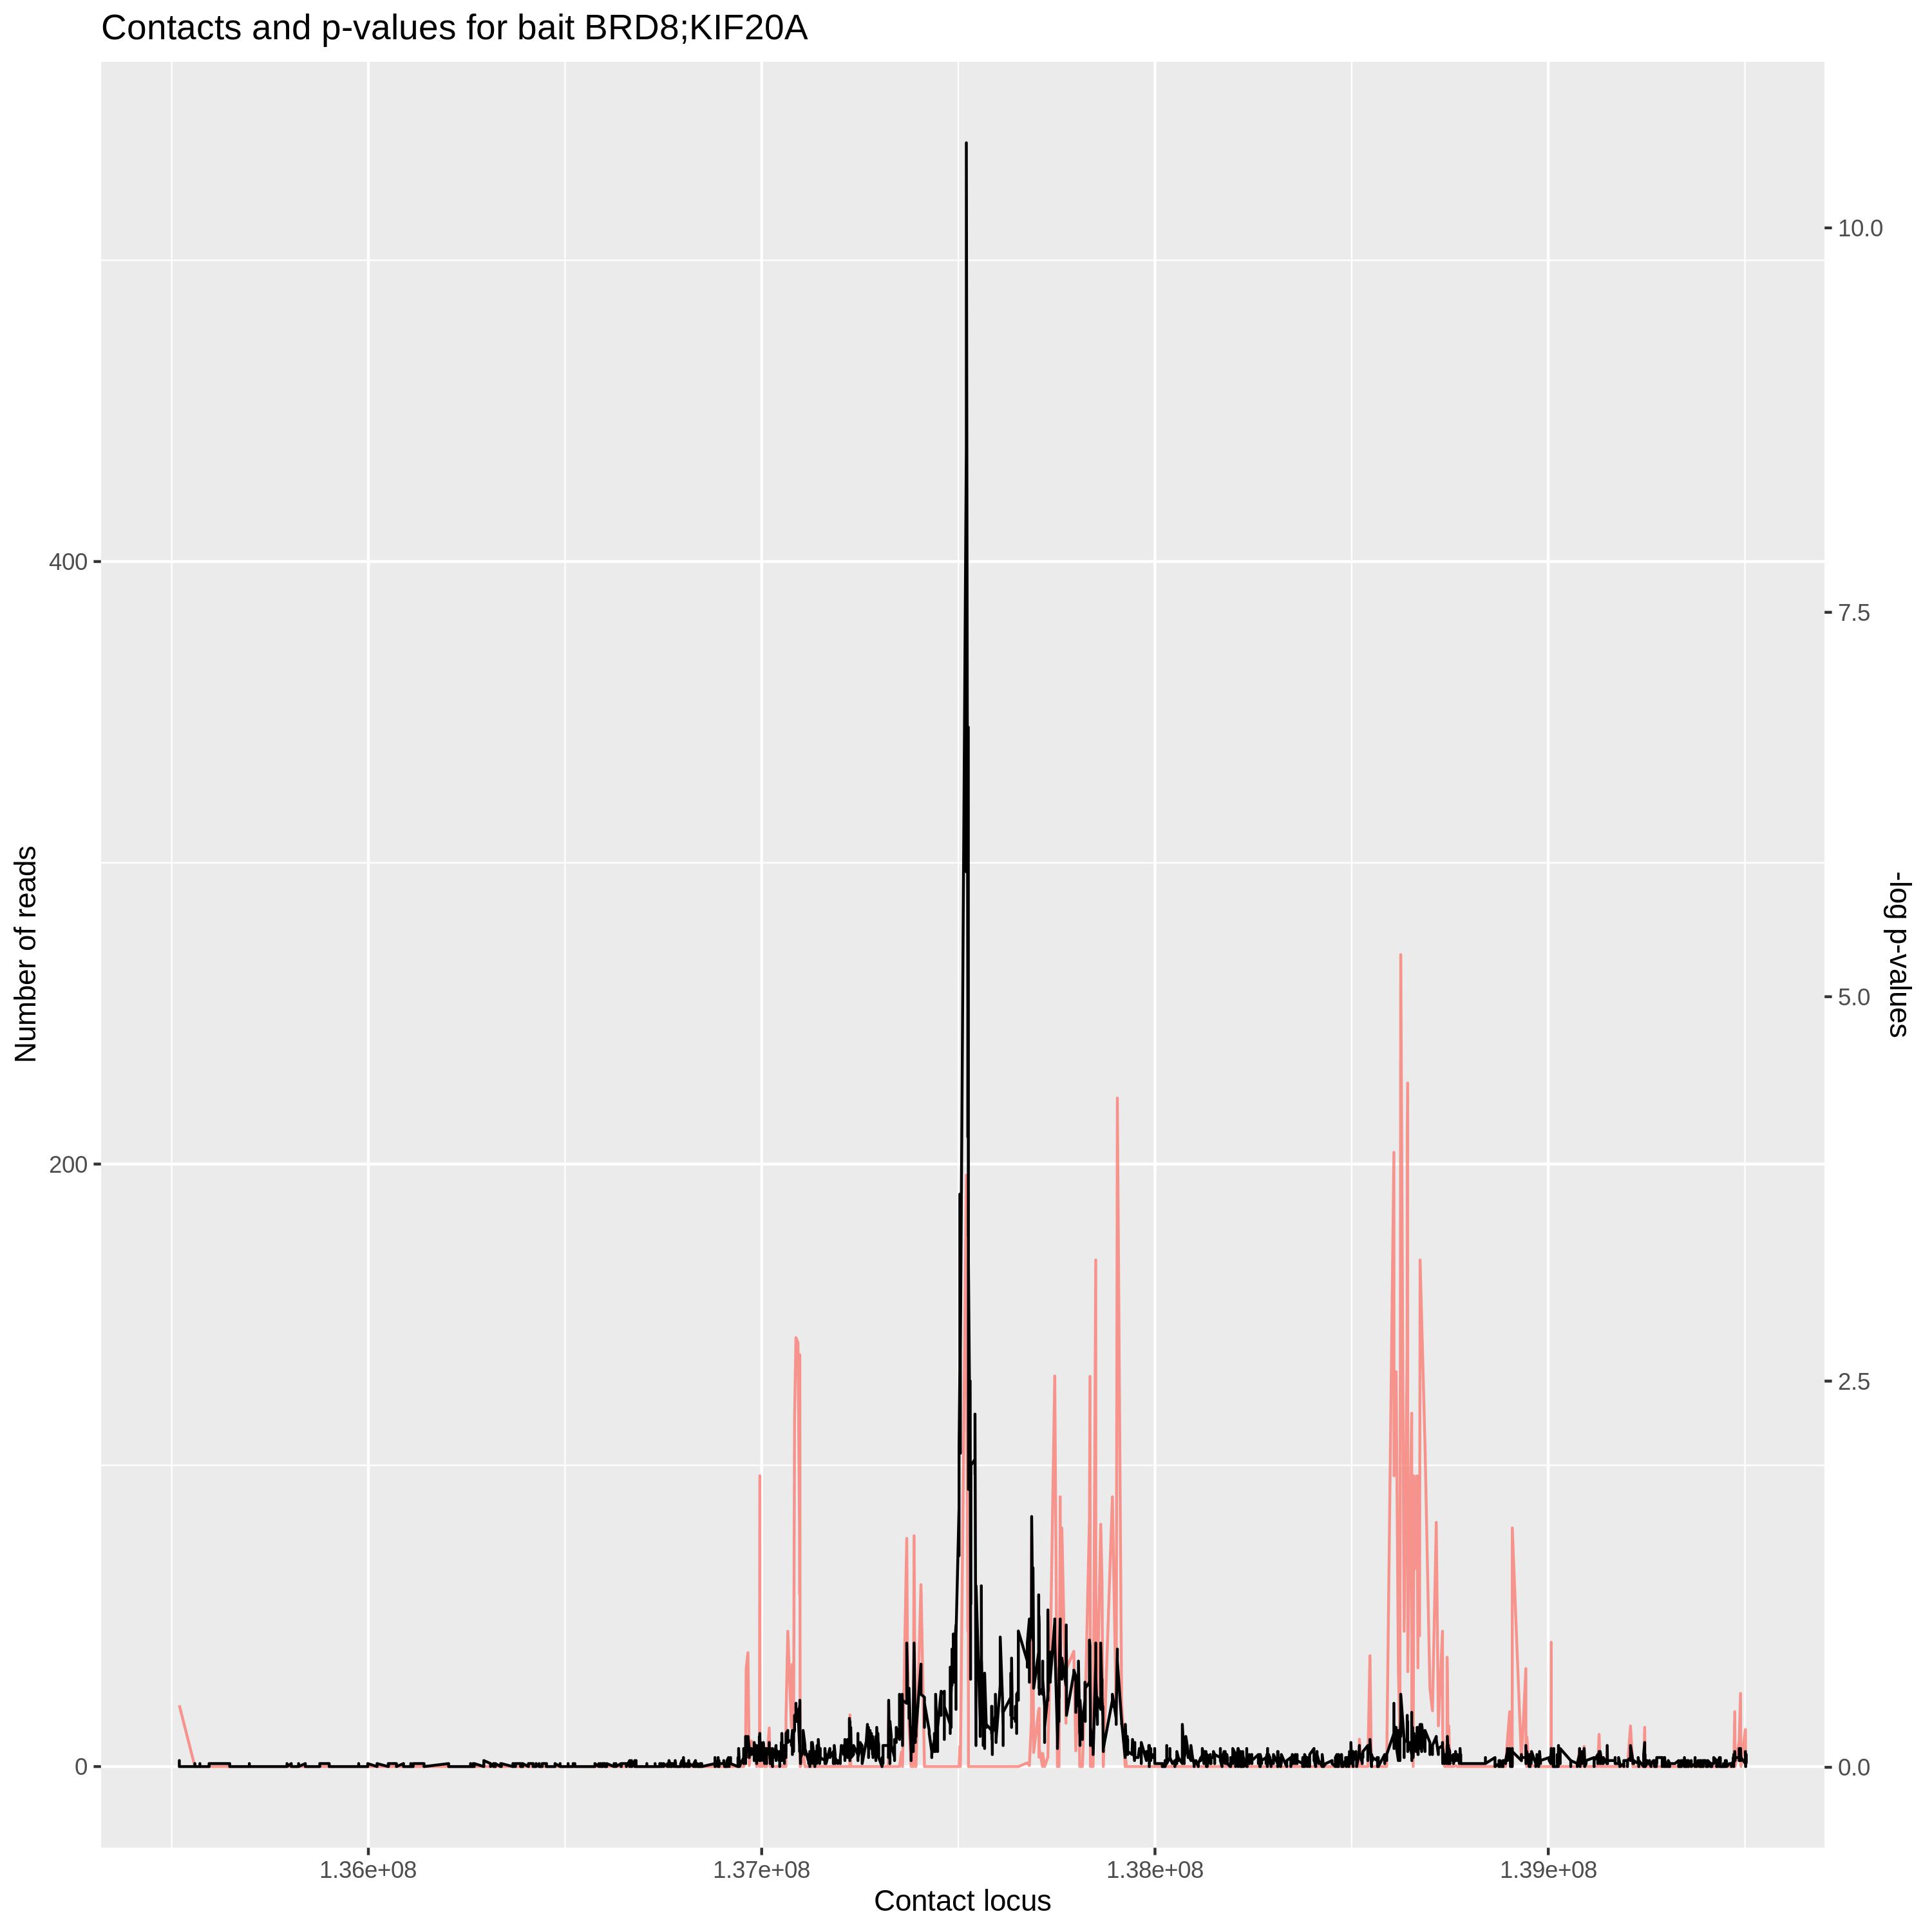 Contacts and p-values for bait BRD8;KIF20A
Number of reads
400
200
0
10.0
7.5
5.0
2.5
0.0
-log p-values
1.36e+08
1.37e+08
1.38e+08
1.39e+08
Contact locus